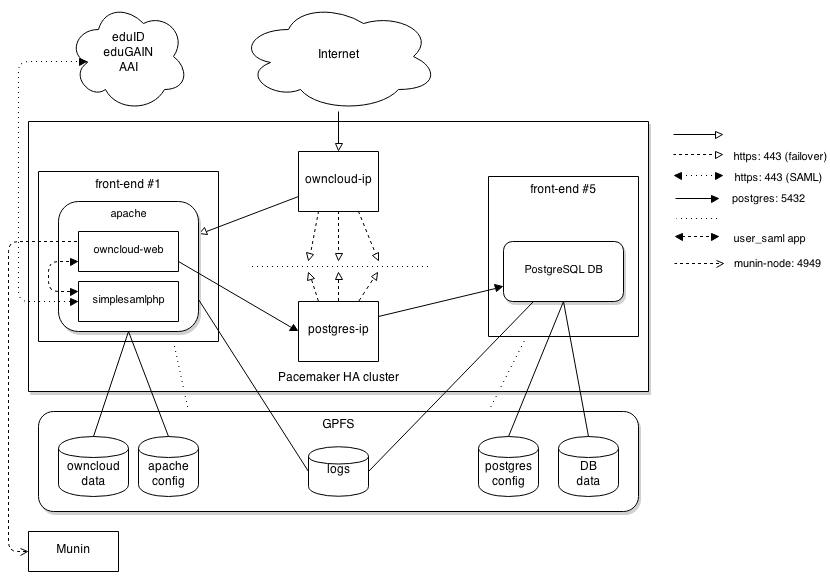 eduID
eduGAIN
AAI
Internet
owncloud-ip
front-end #1
apache
owncloud-web
simplesamlphp
front-end #5
PostgreSQL DB
postgres-ip
Pacemaker HA cluster
GPFS
owncloud
data
apache
config
logs
postgres
config
DB
data
Munin
https: 443 (failover)
https: 443 (SAML)
postgres: 5432
user_saml app
munin-node: 4949